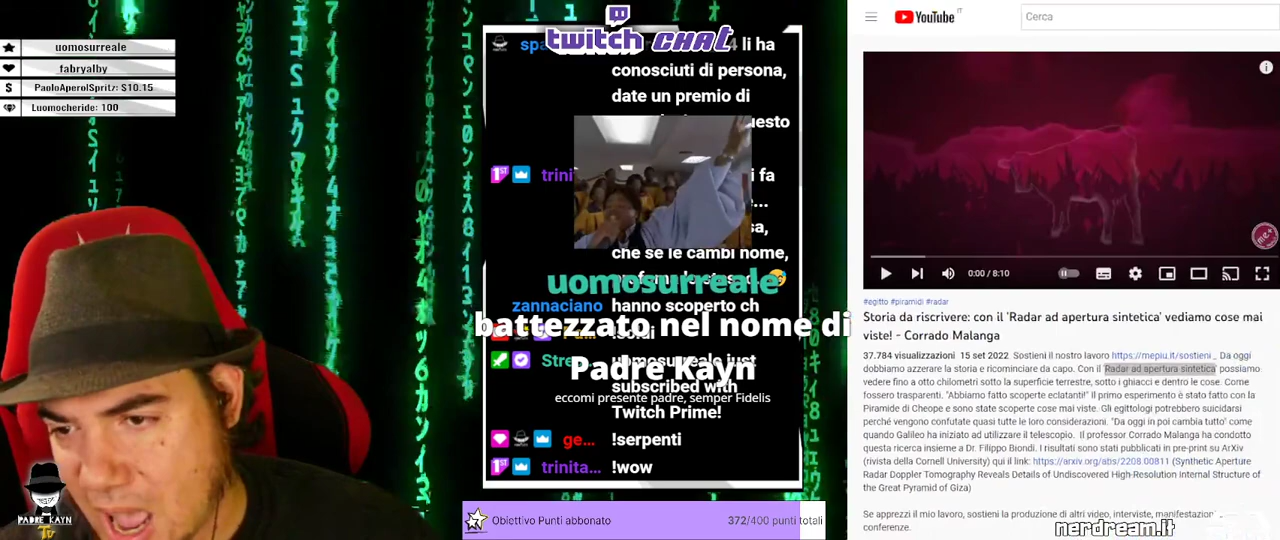 uomosurreale
fabryalby
PaoloAperolSpritz: $10.15
Luomocheride: 100
PADRE KAYN
Tv
twitch CHAT
li ha
conosciuti di persona,
date un premio di
trini
i fa
che se le cambi nome,
uomosurreale
zannaciano hanno scoperto ch
battezzato nel nome di
!soldi
Padre Kayn
Stre
uomosurreale just
subscribed with
eccomi presente padre, semper Fidelis
Twitch Prime!
ge... !serpenti
trinita... !wow
Obiettivo Punti abbonato 372/400 punti totali
YouTube IT
Cerca
me+
0:00 / 8:10
#egitto #piramidi #radar
Storia da riscrivere: con il 'Radar ad apertura sintetica' vediamo cose mai
viste! - Corrado Malanga
37.784 visualizzazioni 15 set 2022 Sostieni il nostro lavoro https://mepiu.it/sostieni_ Da oggi
dobbiamo azzerare la storia e ricominciare da capo. Con il 'Radar ad apertura sintetica' possiamo
vedere fino a otto chilometri sotto la superficie terrestre, sotto i ghiacci e dentro le cose. Come
fossero trasparenti. "Abbiamo fatto scoperte eclatanti!" Il primo esperimento è stato fatto con la
Piramide di Cheope e sono state scoperte cose mai viste. Gli egittologi potrebbero suicidarsi
perché vengono confutate quasi tutte le loro considerazioni. "Da oggi in poi cambia tutto" come
quando Galileo ha iniziato ad utilizzare il telescopio. Il professor Corrado Malanga ha condotto
questa ricerca insieme a Dr. Filippo Biondi. I risultati sono stati pubblicati in pre-print su ArXiv
(rivista della Cornell University) qui il link: https://arxiv.org/abs/2208.00811 (Synthetic Aperture
Radar Doppler Tomography Reveals Details of Undiscovered High-Resolution Internal Structure of
the Great Pyramid of Giza)
Se apprezzi il mio lavoro, sostieni la produzione di altri video, interviste, manifestazioni
conferenze.
nerdream.it